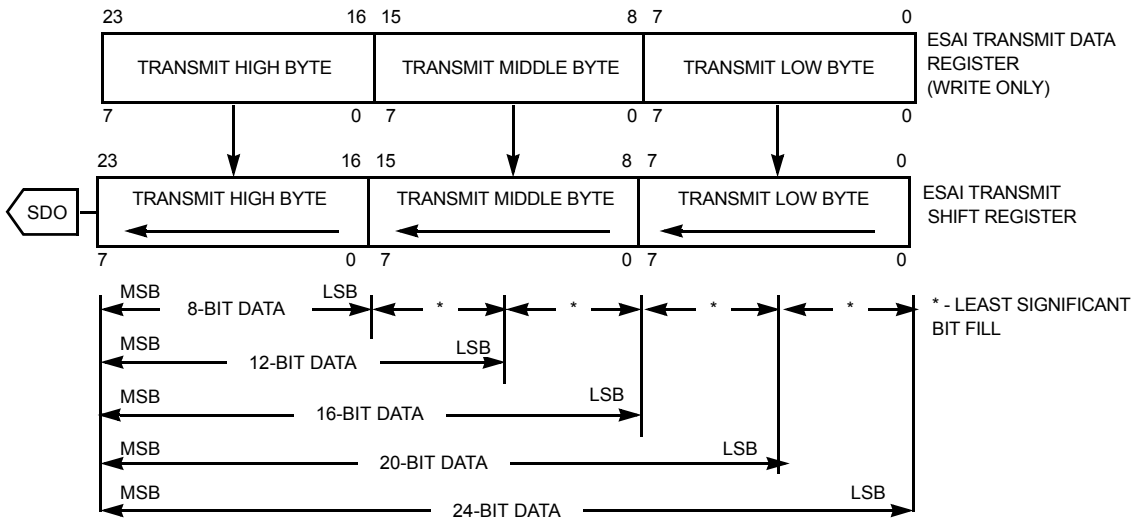 23 16 15 8 7 0
TRANSMIT HIGH BYTE TRANSMIT MIDDLE BYTE TRANSMIT LOW BYTE
ESAI TRANSMIT DATA
REGISTER
(WRITE ONLY)
7 0 7 0 7 0
23 16 15 8 7 0
SDO TRANSMIT HIGH BYTE TRANSMIT MIDDLE BYTE TRANSMIT LOW BYTE
ESAI TRANSMIT
SHIFT REGISTER
7 0 7 0 7 0
MSB 8-BIT DATA LSB * * * *
* - LEAST SIGNIFICANT
BIT FILL
MSB 12-BIT DATA LSB
MSB 16-BIT DATA LSB
MSB 20-BIT DATA LSB
MSB 24-BIT DATA LSB